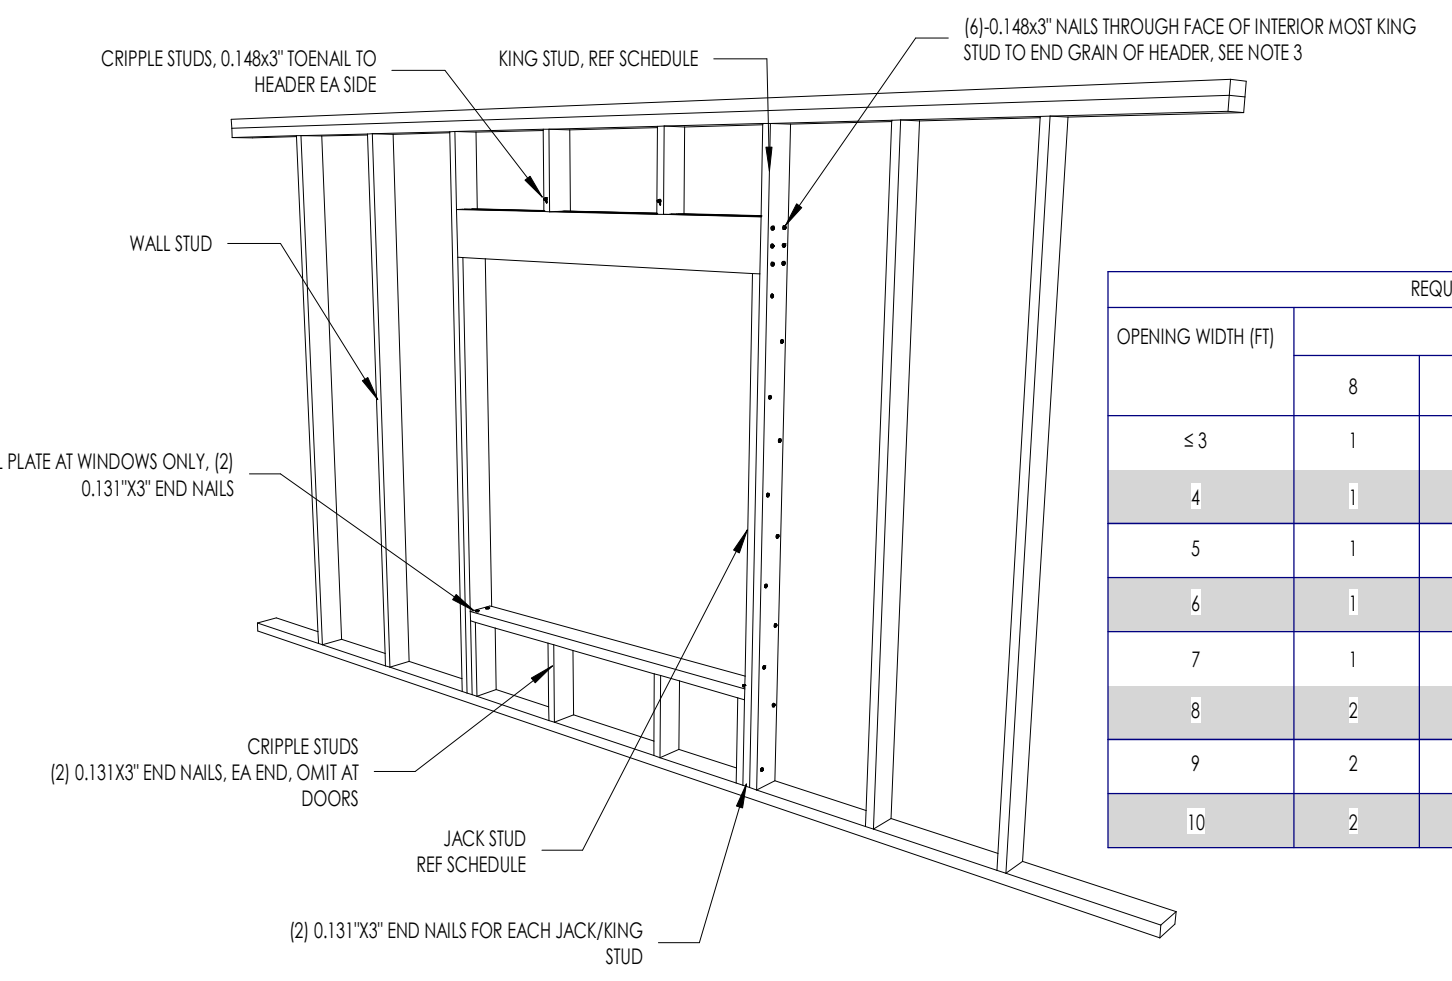 (6)-0.148x3" NAILS THROUGH FACE OF INTERIOR MOST KING
STUD TO END GRAIN OF HEADER, SEE NOTE 3
CRIPPLE STUDS, 0.148x3" TOENAIL TO
HEADER EA SIDE
KING STUD, REF SCHEDULE
WALL STUD
PLATE AT WINDOWS ONLY, (2)
0.131"X3" END NAILS
CRIPPLE STUDS
(2) 0.131X3" END NAILS, EA END, OMIT AT
DOORS
JACK STUD
REF SCHEDULE
(2) 0.131"X3" END NAILS FOR EACH JACK/KING
STUD
OPENING WIDTH (FT)
8
≤ 3 1
4 1
5 1
6 1
7 1
8 2
9 2
10 2